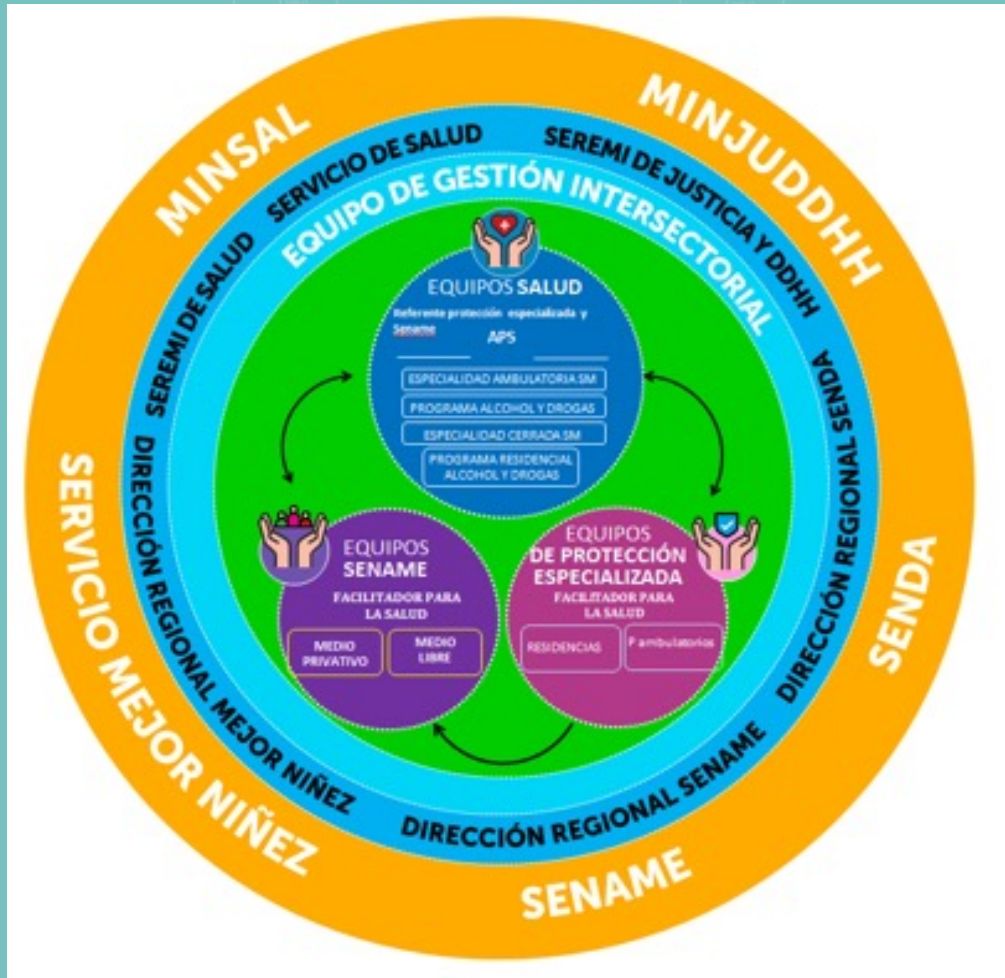 MINSAL
MINJUDDHH
SENDA
SENAME
SERVICIO MEJOR NIÑEZ
SEREMI DE SALUD
SERVICIO DE SALUD
SEREMI DE JUSTICIA Y DDHH
DIRECCIÓN REGIONAL SENDA
DIRECCIÓN REGIONAL SENAME
DIRECCIÓN REGIONAL MEJOR NIÑEZ
EQUIPO DE GESTIÓN INTERSECTORIAL
EQUIPOS SALUD
Referente protección especializada y
Sename
APS
ESPECIALIDAD AMBULATORIA SM
PROGRAMA ALCOHOL Y DROGAS
ESPECIALIDAD CERRADA SM
PROGRAMA RESIDENCIAL
ALCOHOL Y DROGAS
EQUIPOS
SENAME
FACILITADOR PARA
LA SALUD
MEDIO
PRIVATIVO
MEDIO
LIBRE
EQUIPOS
DE PROTECCIÓN
ESPECIALIZADA
FACILITADOR PARA
LA SALUD
RESIDENCIAS
P ambulatorios